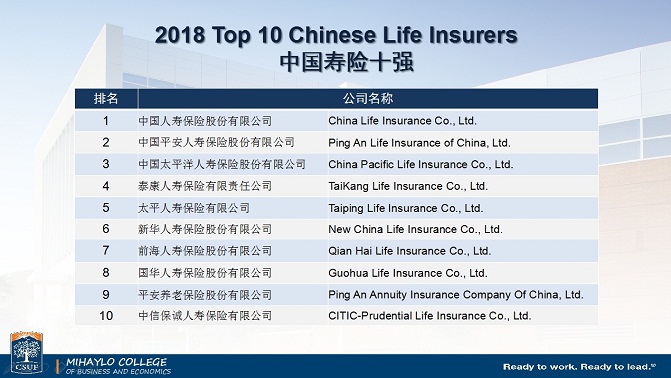 2018 Top 10 Chinese Life Insurers
中国寿险十强
排名 公司名称
1 中国人寿保险股份有限公司 China Life Insurance Co., Ltd.
2 中国平安人寿保险股份有限公司 Ping An Life Insurance of China, Ltd.
3 中国太平洋人寿保险股份有限公司 China Pacific Life Insurance Co., Ltd.
4 泰康人寿保险有限责任公司 TaiKang Life Insurance Co., Ltd.
5 太平人寿保险有限公司 Taiping Life Insurance Co., Ltd.
6 新华人寿保险股份有限公司 New China Life Insurance Co., Ltd.
7 前海人寿保险股份有限公司 Qian Hai Life Insurance Co., Ltd.
8 国华人寿保险股份有限公司 Guohua Life Insurance Co., Ltd.
9 平安养老保险股份有限公司 Ping An Annuity Insurance Company Of China, Ltd.
10 中信保诚人寿保险有限公司 CITIC-Prudential Life Insurance Co., Ltd.
CSUF
MIHAYLO COLLEGE
OF BUSINESS AND ECONOMICS
Ready to work. Ready to lead.